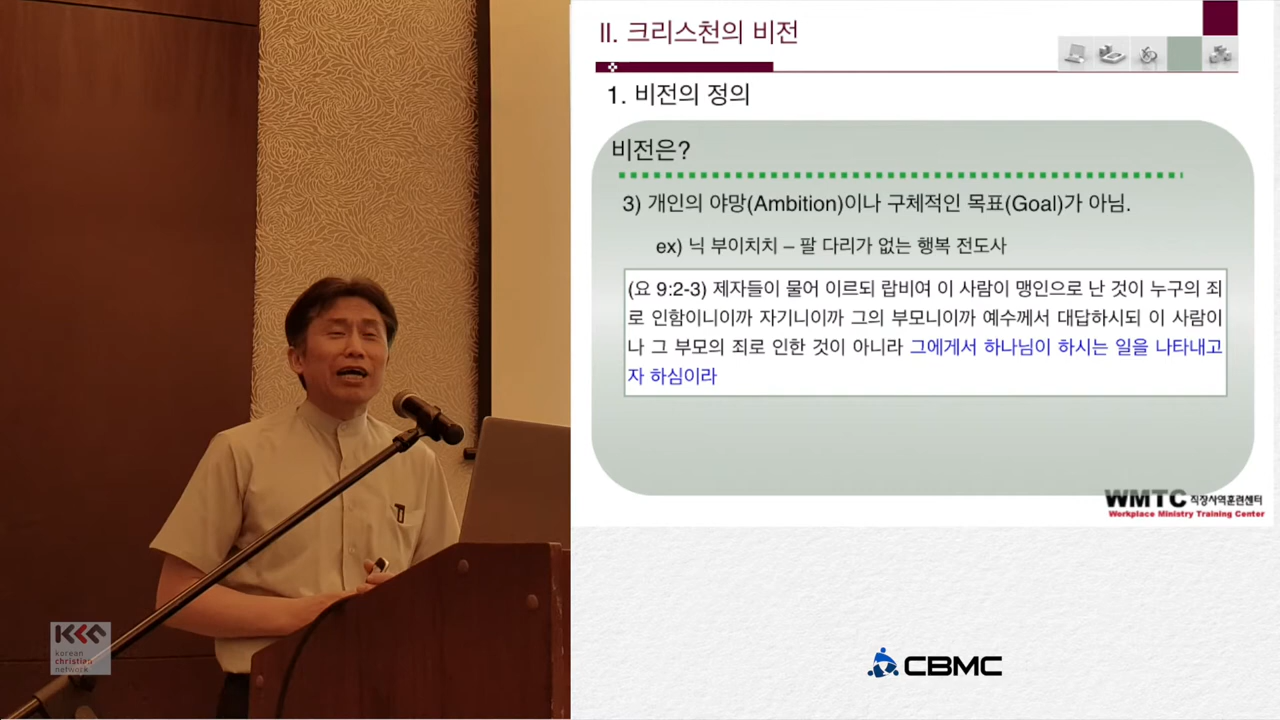 II. 크리스천의 비전
1. 비전의 정의
비전은?
3) 개인의 야망(Ambition)이나 구체적인 목표(Goal)가 아님.
ex) 닉 부이치치 – 팔 다리가 없는 행복 전도사
(요 9:2-3) 제자들이 물어 이르되 랍비여 이 사람이 맹인으로 난 것이 누구의 죄
로 인함이니이까 자기니이까 그의 부모니이까 예수께서 대답하시되 이 사람이
나 그 부모의 죄로 인한 것이 아니라 그에게서 하나님이 하시는 일을 나타내고
자 하심이라
WMTC 직장사역훈련센터
Workplace Ministry Training Center
KCN
korean
christian
network
CBMC